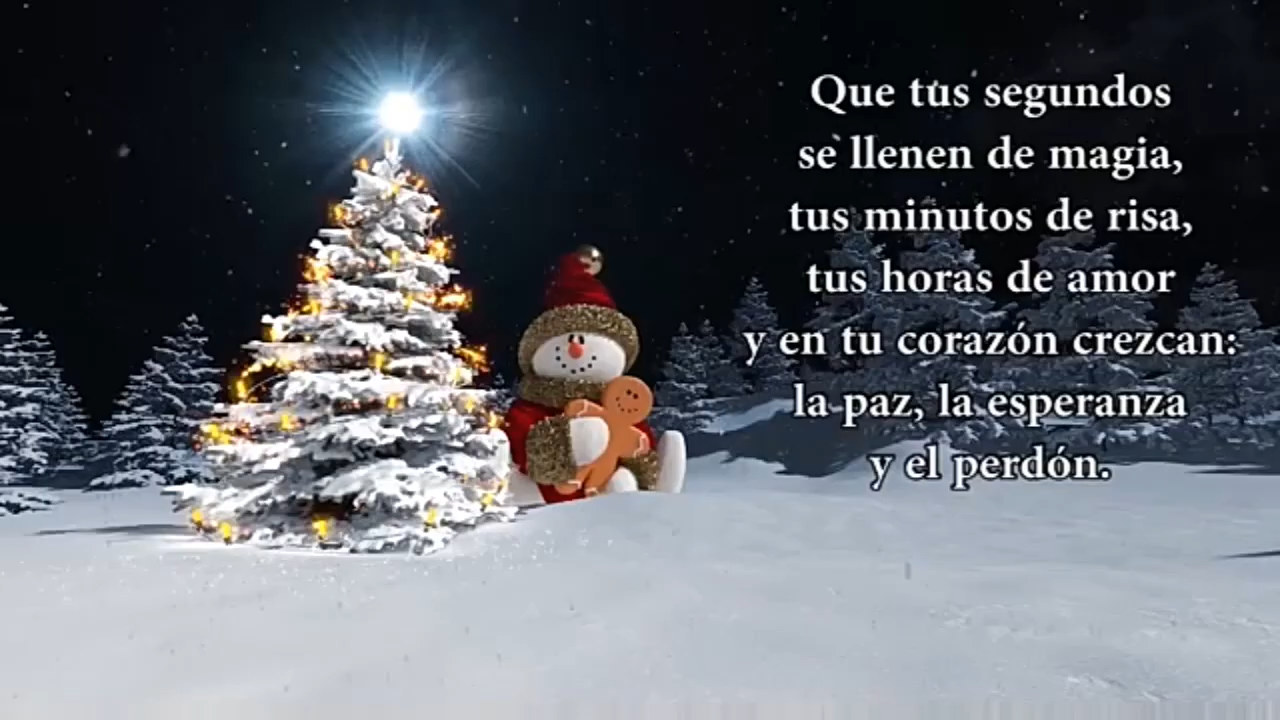 Que tus segundos
se llenen de magia,
tus minutos de risa,
tus horas de amor
y en tu corazón crezcan:
la paz, la esperanza
y el perdón.